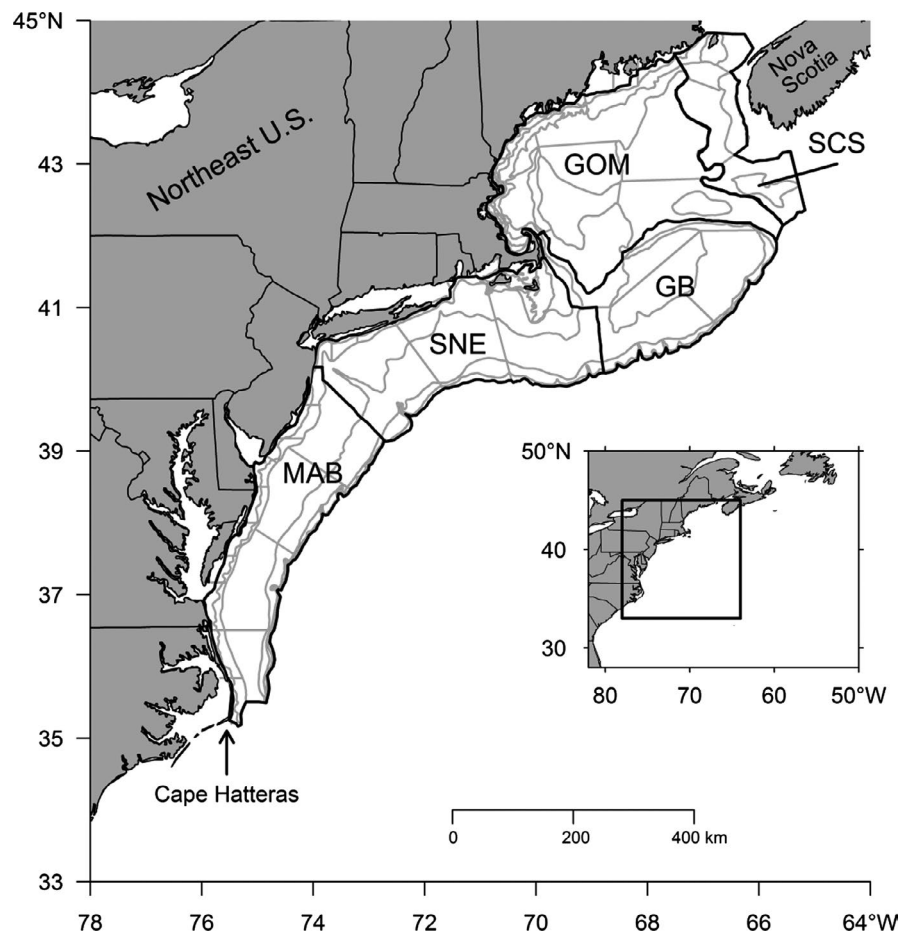 45°N
43
41
39
37
35
33
Nova
Scotia
Northeast U.S.
SCS
GOM
GB
SNE
MAB
50°N
40
30
80
70
60
50°W
Cape Hatteras
0
200
400 km
78
76
74
72
70
68
66
64°W